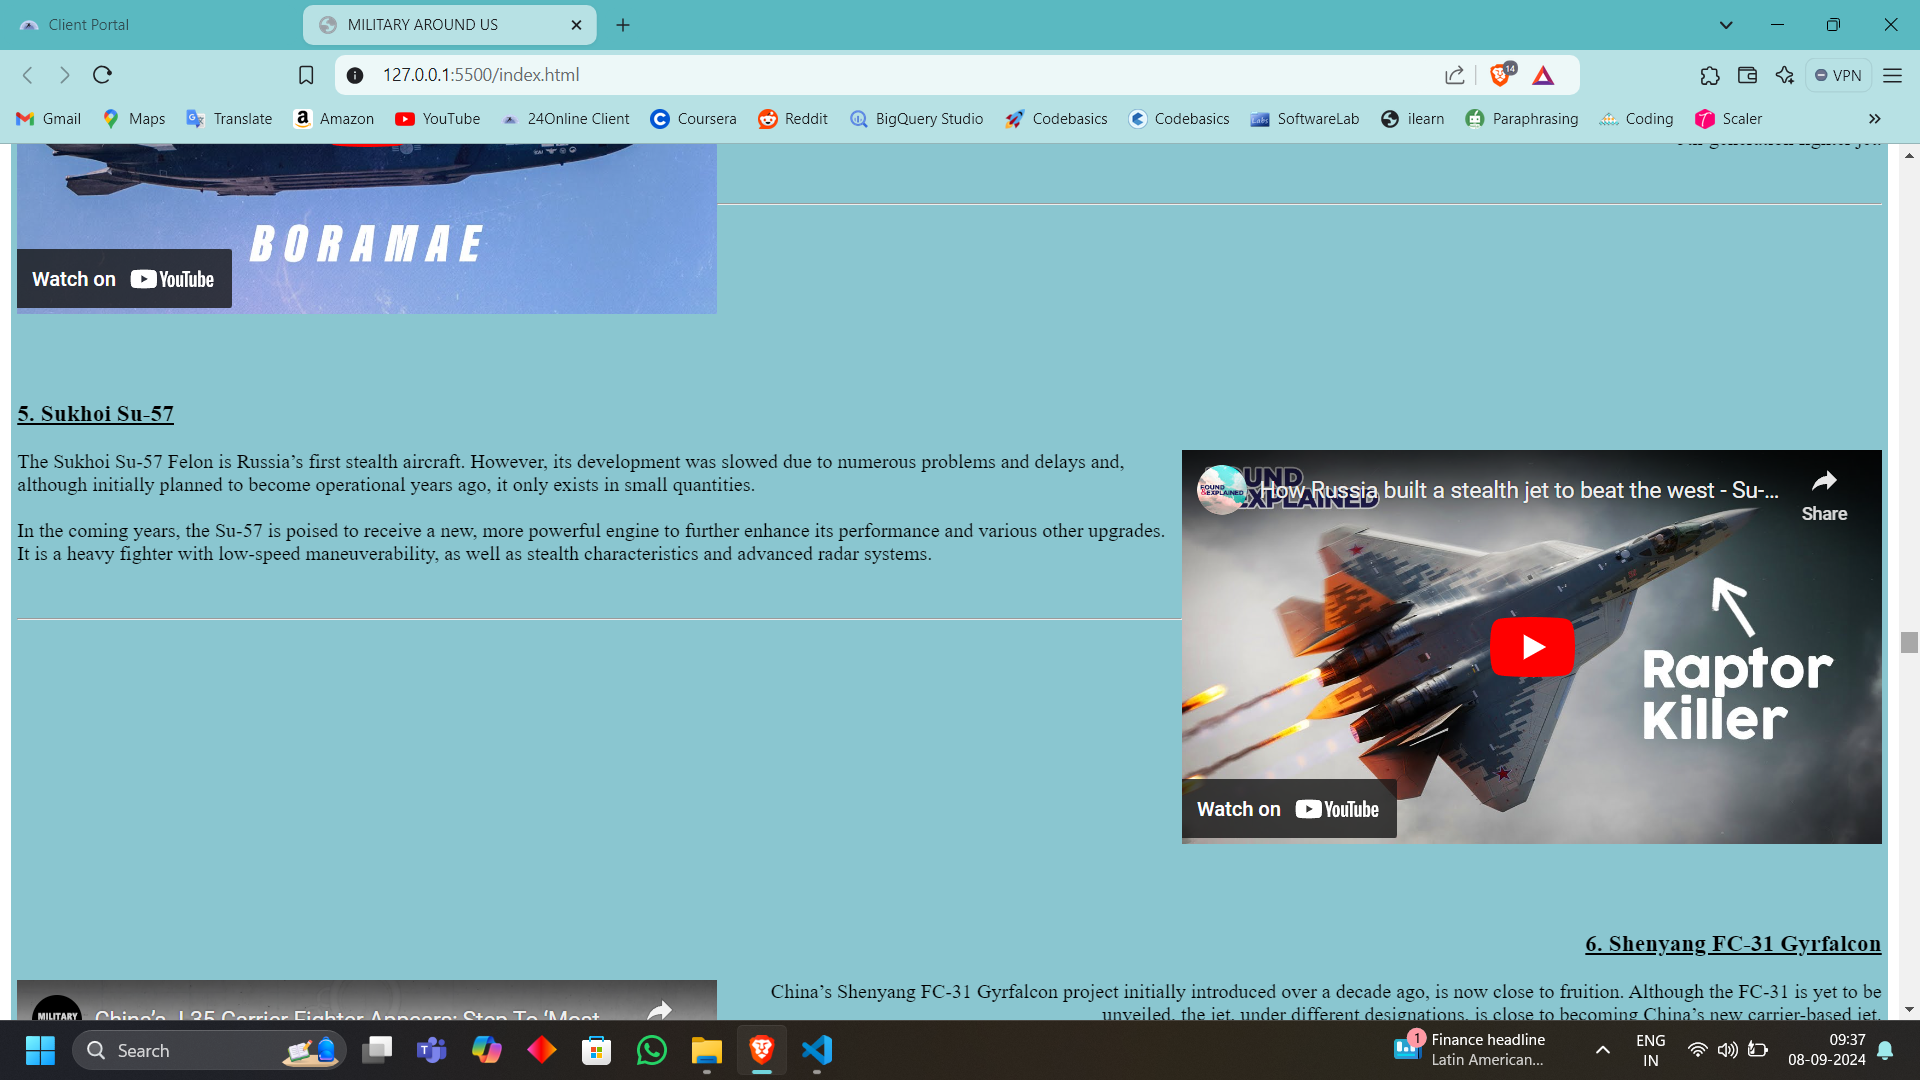 Client Portal
MILITARY AROUND US
127.0.0.1:5500/index.html
14
VPN
Gmail
Maps
Translate
Amazon
YouTube
24Online Client
Coursera
Reddit
BigQuery Studio
Codebasics
Codebasics
SoftwareLab
ilearn
Paraphrasing
Coding
Scaler
BORAMAE
Watch on YouTube
5. Sukhoi Su-57
The Sukhoi Su-57 Felon is Russia’s first stealth aircraft. However, its development was slowed due to numerous problems and delays and,
although initially planned to become operational years ago, it only exists in small quantities.
In the coming years, the Su-57 is poised to receive a new, more powerful engine to further enhance its performance and various other upgrades.
It is a heavy fighter with low-speed maneuverability, as well as stealth characteristics and advanced radar systems.
How Russia built a stealth jet to beat the west - Su-...
Share
Raptor
Killer
Watch on YouTube
6. Shenyang FC-31 Gyrfalcon
China’s Shenyang FC-31 Gyrfalcon project initially introduced over a decade ago, is now close to fruition. Although the FC-31 is yet to be
unveiled, the jet, under different designations, is close to becoming China’s new carrier-based jet.
MILITARY
China’s J-35 Carrier Fighter Appears: Step To ‘Most
Search
1
Finance headline
Latin American...
ENG
IN
09:37
08-09-2024